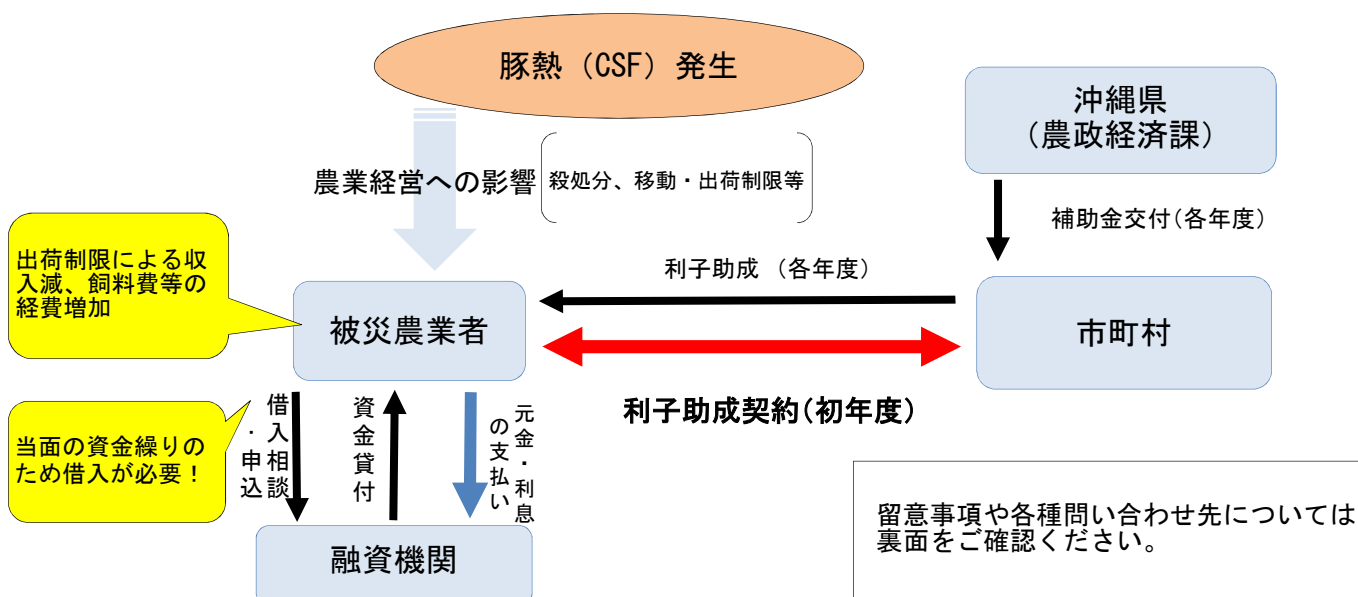 豚熱（CSF）発生
沖縄県
（農政経済課）
農業経営への影響
殺処分、移動・出荷制限等
補助金交付（各年度）
出荷制限による収
入減、飼料費等の
経費増加
利子助成 （各年度）
被災農業者
市町村
利子助成契約（初年度）
当面の資金繰りの
ため借入が必要！
借入相談
・申込
資金貸付
元金・利息
の支払い
融資機関
留意事項や各種問い合わせ先については
裏面をご確認ください。